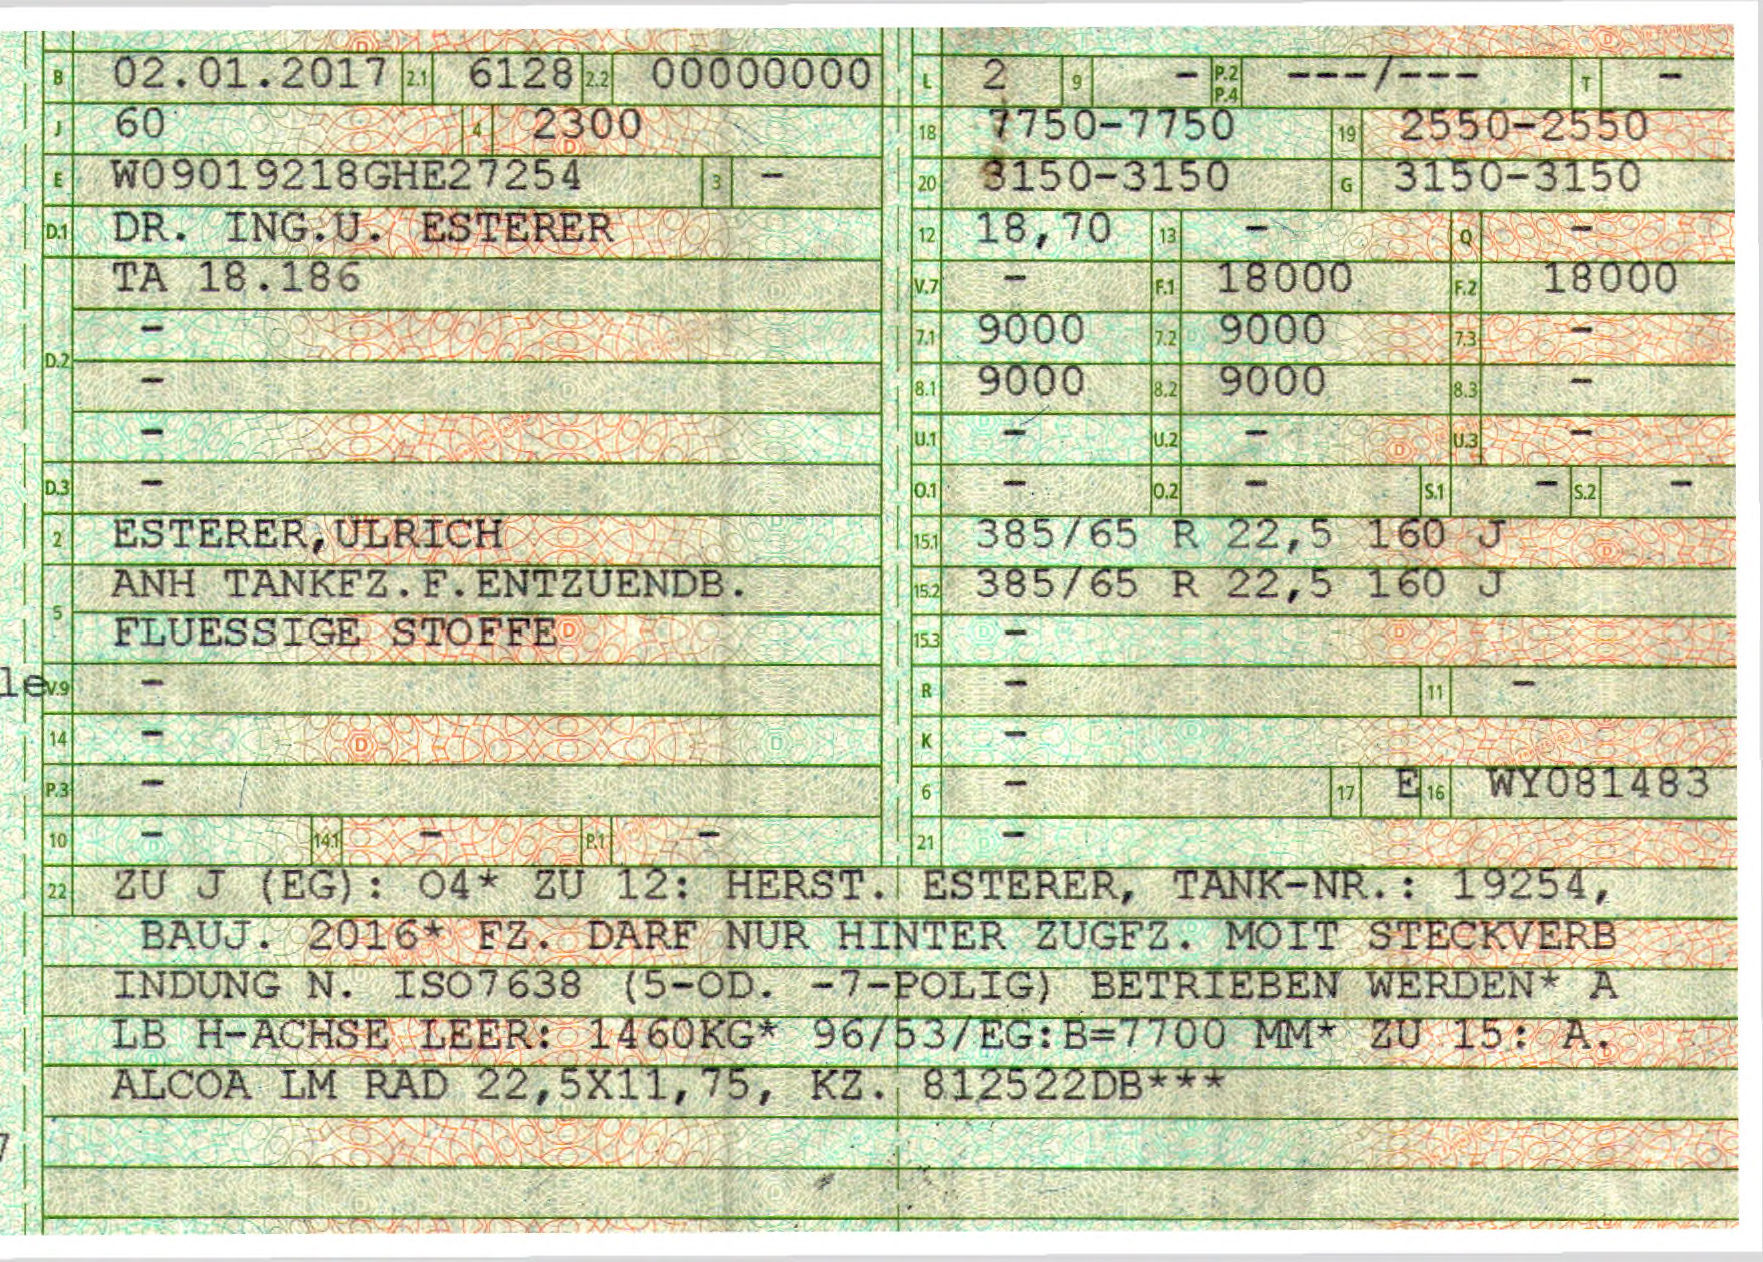 B 02.01.2017 2.1 6128 2.2 00000000
J 60 4 2300
E W09019218GHE27254 3 -
D.1 DR. ING.U. ESTERER
TA 18.186
-
D.2 -
-
D.3 -
2 ESTERER,ULRICH
ANH TANKFZ.F.ENTZUENDB.
5 FLUESSIGE STOFFE
le V.9 -
14 -
P.3 -
10 - 14.1 - P.1 -
L 2 9 - P.2 P.4 ---/--- T -
18 7750-7750 19 2550-2550
20 3150-3150 G 3150-3150
12 18,70 13 - Q -
V.7 - F.1 18000 F.2 18000
7.1 9000 7.2 9000 7.3 -
8.1 9000 8.2 9000 8.3 -
U.1 - U.2 - U.3 -
O.1 - O.2 - S.1 - S.2 -
15.1 385/65 R 22,5 160 J
15.2 385/65 R 22,5 160 J
15.3 -
R - 11 -
K -
6 - 17 E 16 WY081483
21 -
22 ZU J (EG): O4* ZU 12: HERST. ESTERER, TANK-NR.: 19254,
BAUJ. 2016* FZ. DARF NUR HINTER ZUGFZ. MOIT STECKVERB
INDUNG N. ISO7638 (5-OD. -7-POLIG) BETRIEBEN WERDEN* A
LB H-ACHSE LEER: 1460KG* 96/53/EG:B=7700 MM* ZU 15: A.
ALCOA LM RAD 22,5X11,75, KZ. 812522DB***
7